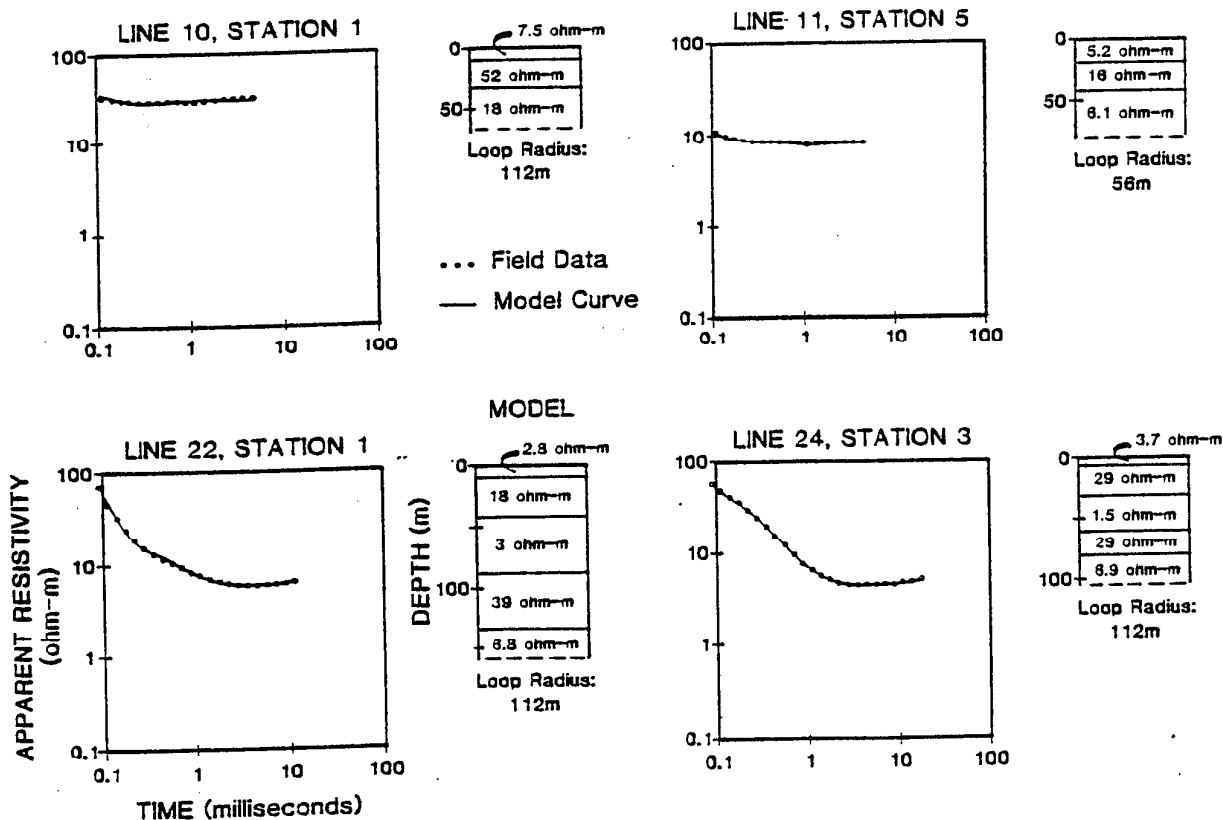 LINE 10, STATION 1
100
10
1
0.1
0.1
1
10
100
0
50
7.5 ohm-m
52 ohm-m
18 ohm-m
Loop Radius:
112m
LINE 11, STATION 5
100
10
1
0.1
0.1
1
10
100
0
50
5.2 ohm-m
16 ohm-m
6.1 ohm-m
Loop Radius:
56m
Field Data
Model Curve
LINE 22, STATION 1
100
10
1
0.1
0.1
1
10
100
APPARENT RESISTIVITY
(ohm-m)
TIME (milliseconds)
MODEL
DEPTH (m)
0
100
2.8 ohm-m
18 ohm-m
3 ohm-m
39 ohm-m
6.8 ohm-m
Loop Radius:
112m
LINE 24, STATION 3
100
10
1
0.1
0.1
1
10
100
0
100
3.7 ohm-m
29 ohm-m
1.5 ohm-m
29 ohm-m
6.9 ohm-m
Loop Radius:
112m